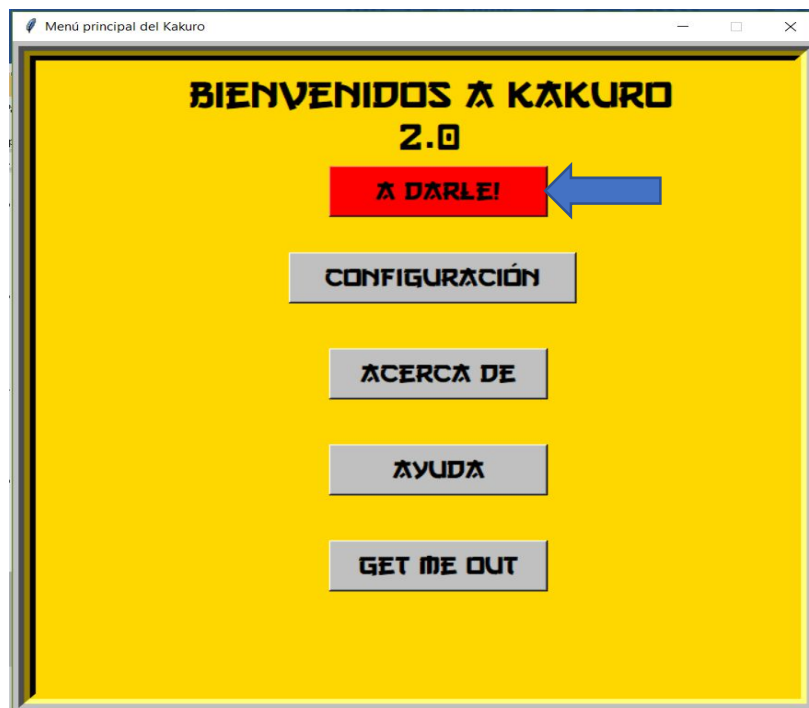 Menú principal del Kakuro
BIENVENIDOS A KAKURO
2.0
A DARLE!
CONFIGURACIÓN
ACERCA DE
AYUDA
GET ME OUT